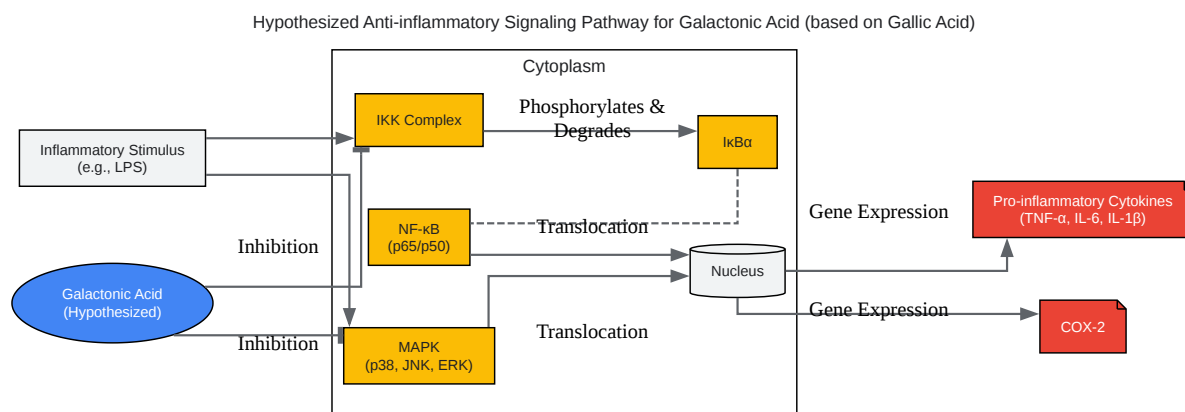 Hypothesized Anti-inflammatory Signaling Pathway for Galactonic Acid (based on Gallic Acid)
Cytoplasm
IKK Complex
Phosphorylates &
Degrades
IκBα
Inflammatory Stimulus
(e.g., LPS)
NF-κB
(p65/p50)
Translocation
Gene Expression
Pro-inflammatory Cytokines
(TNF-α, IL-6, IL-1β)
Inhibition
Nucleus
Galactonic Acid
(Hypothesized)
Gene Expression
COX-2
Inhibition
MAPK
(p38, JNK, ERK)
Translocation